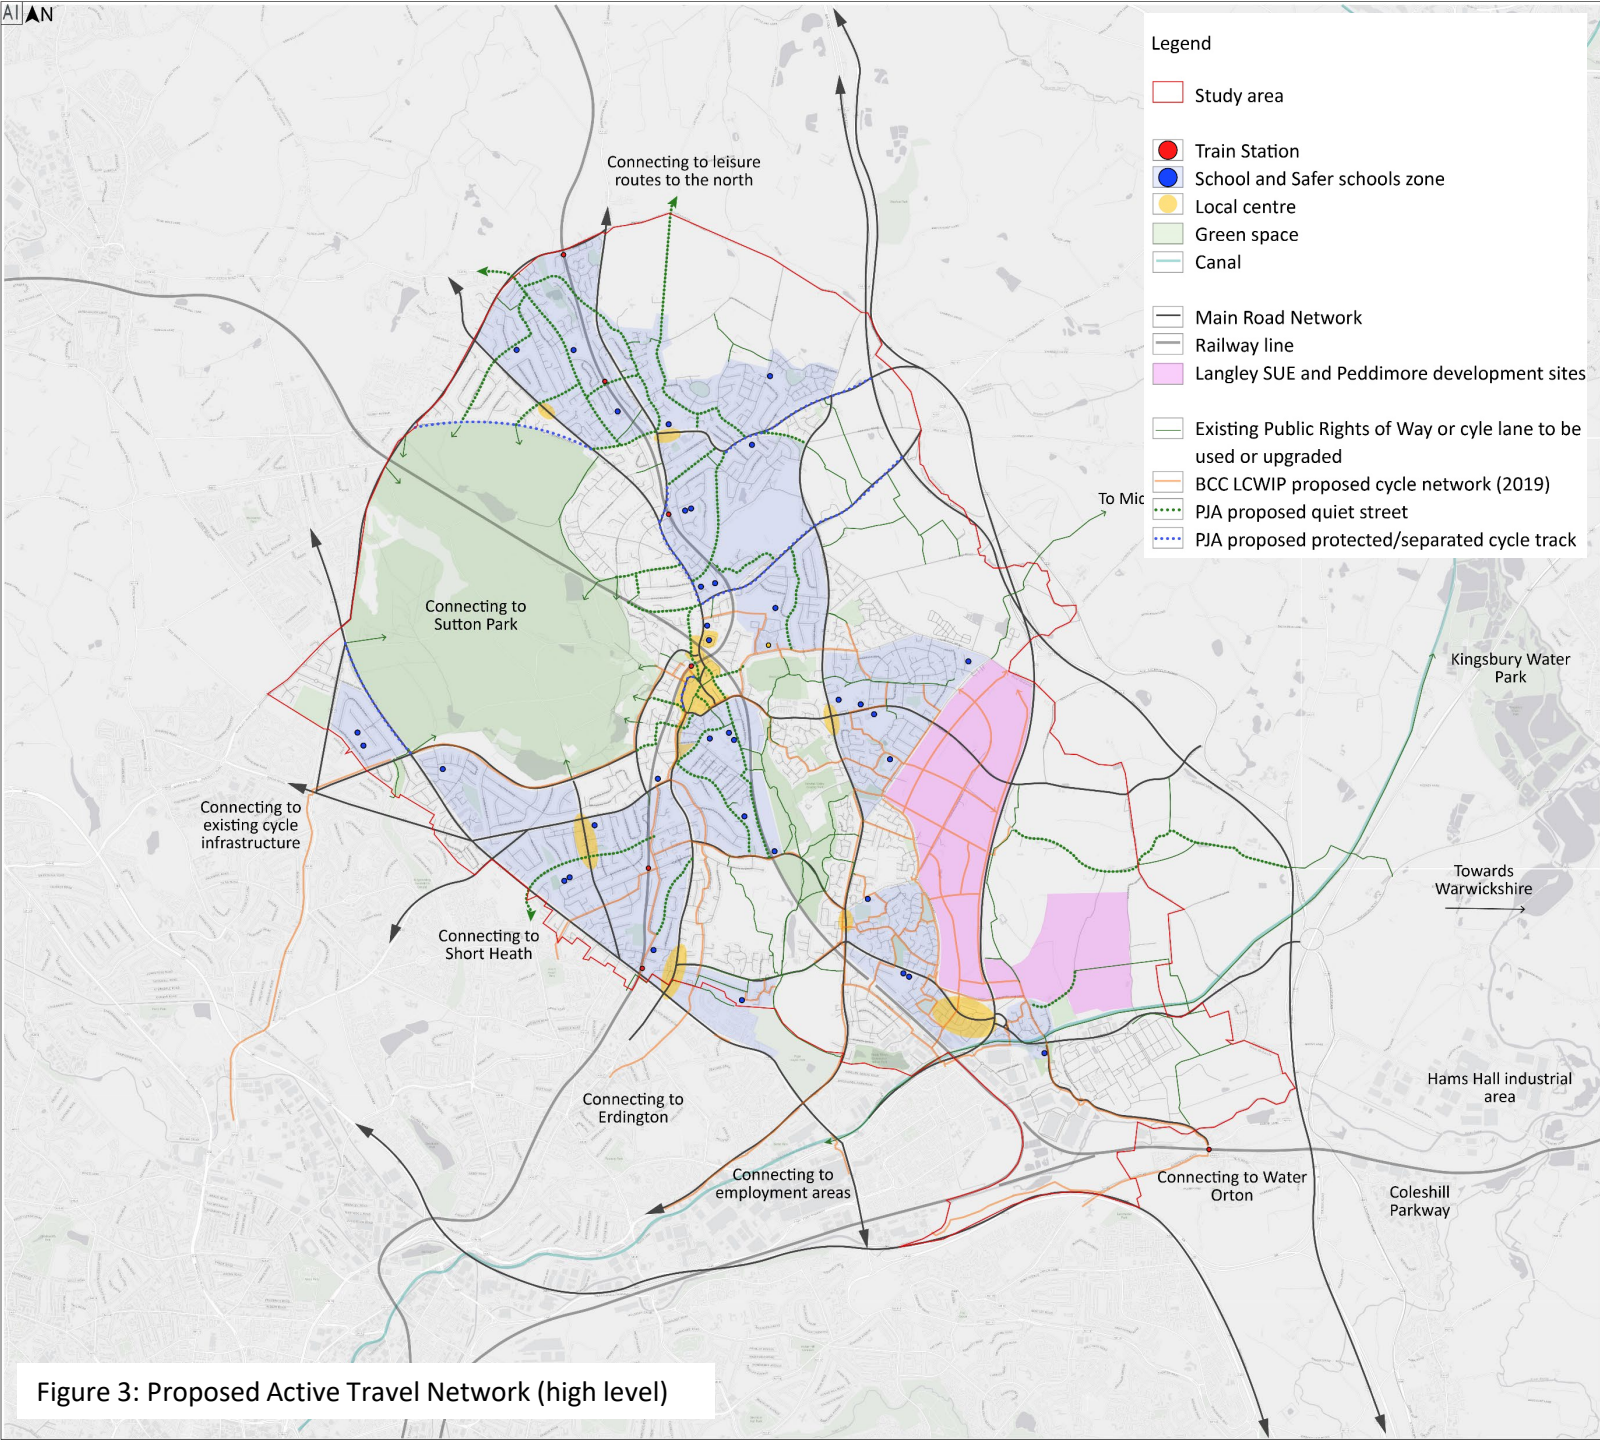 AI N
Legend
Study area
Train Station
School and Safer schools zone
Local centre
Green space
Canal
Main Road Network
Railway line
Langley SUE and Peddimore development sites
Existing Public Rights of Way or cyle lane to be
used or upgraded
BCC LCWIP proposed cycle network (2019)
PJA proposed quiet street
PJA proposed protected/separated cycle track
Connecting to leisure
routes to the north
To Mid
Connecting to
Sutton Park
Kingsbury Water
Park
Connecting to
existing cycle
infrastructure
Towards
Warwickshire
Connecting to
Short Heath
Connecting to
Erdington
Hams Hall industrial
area
Connecting to
employment areas
Connecting to Water
Orton
Coleshill
Parkway
Figure 3: Proposed Active Travel Network (high level)